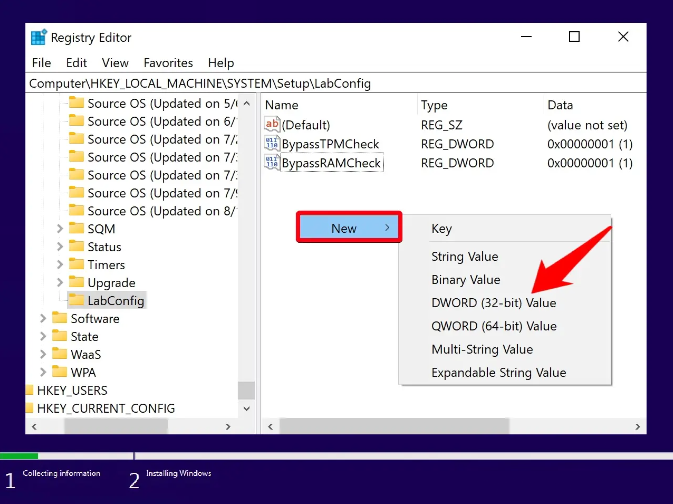 Registry Editor
File Edit View Favorites Help
Computer\HKEY_LOCAL_MACHINE\SYSTEM\Setup\LabConfig
Source OS (Updated on 5/
Source OS (Updated on 6/
Source OS (Updated on 7/
Source OS (Updated on 7/
Source OS (Updated on 7/
Source OS (Updated on 7/
Source OS (Updated on 8/
SQM
Status
Timers
Upgrade
LabConfig
Software
State
WaaS
WPA
HKEY_USERS
HKEY_CURRENT_CONFIG
Name Type Data
(Default) REG_SZ (value not set)
BypassTPMCheck REG_DWORD 0x00000001 (1)
BypassRAMCheck REG_DWORD 0x00000001 (1)
New
Key
String Value
Binary Value
DWORD (32-bit) Value
QWORD (64-bit) Value
Multi-String Value
Expandable String Value
1 Collecting information
2 Installing Windows